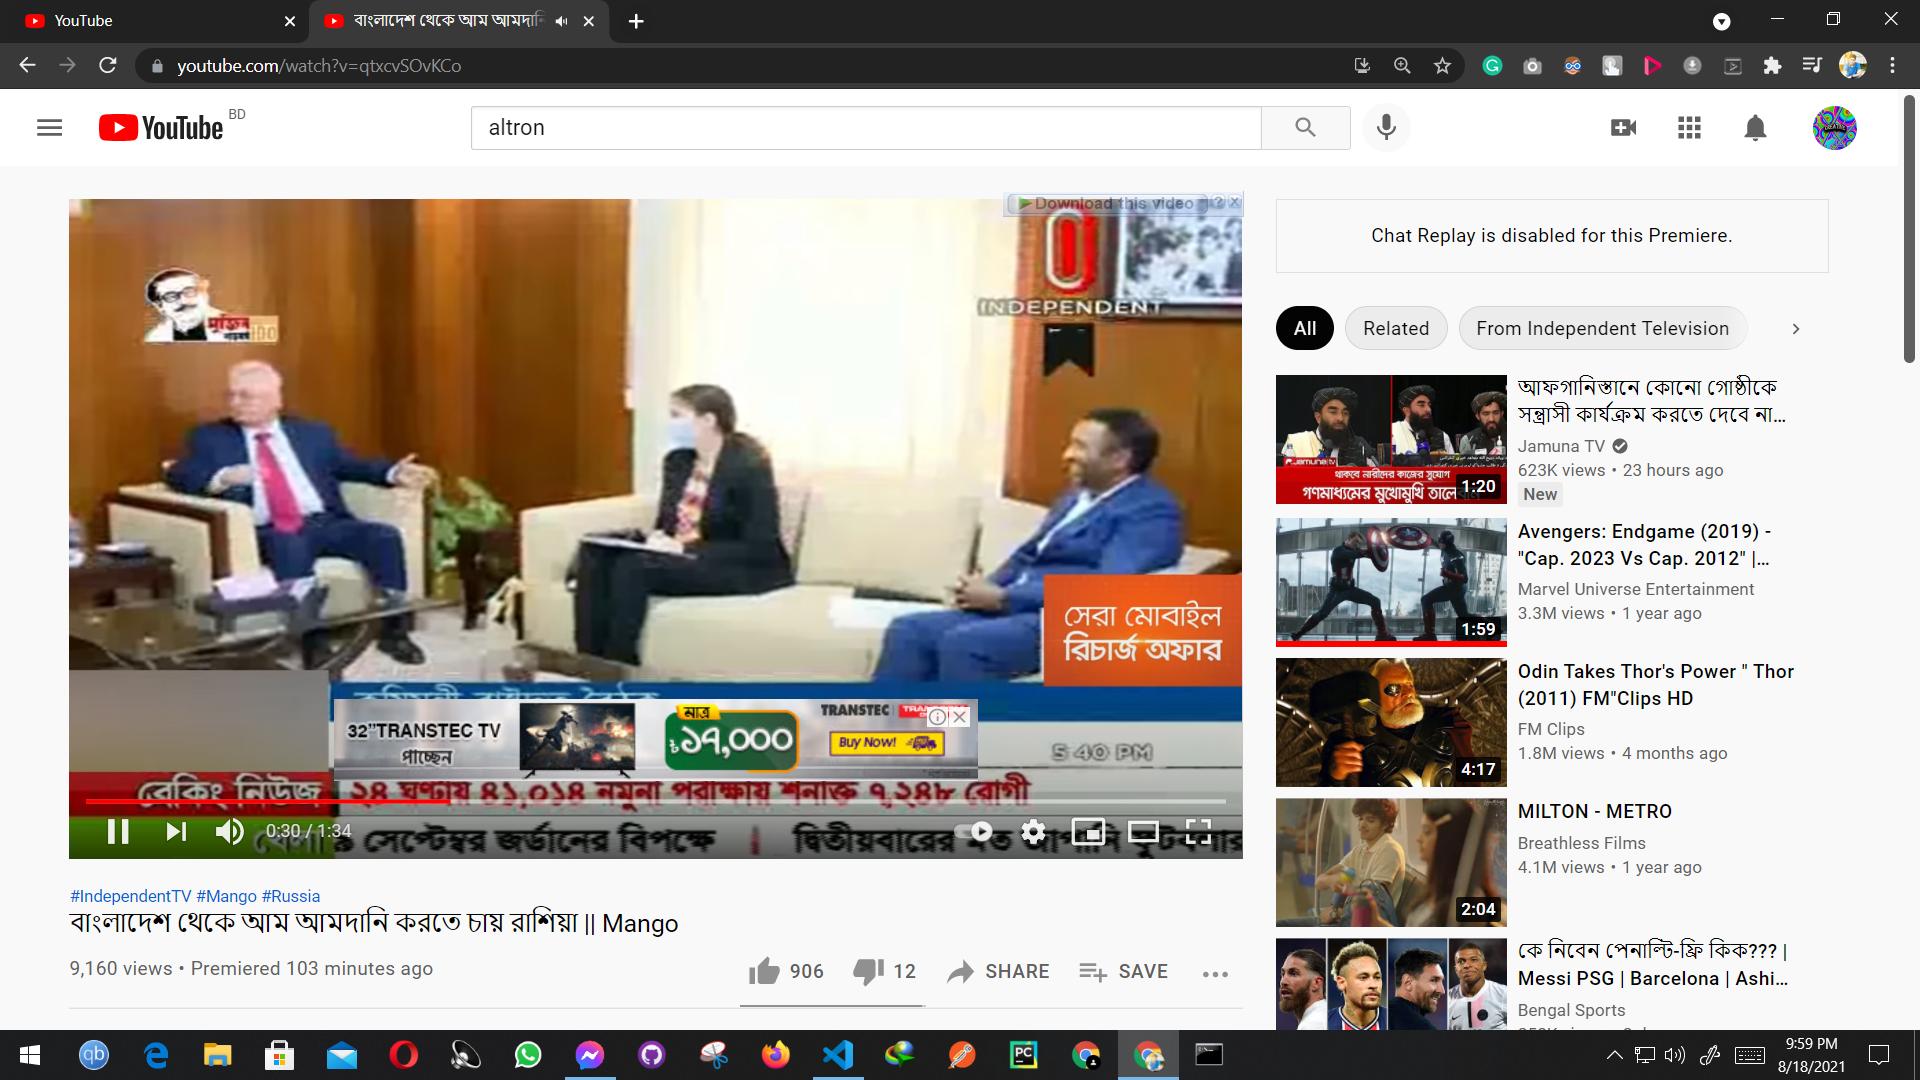 YouTube
বাংলাদেশ থেকে আম আমদানি
youtube.com/watch?v=qtxcvSOvKCo
YouTube BD
altron
Download this video
INDEPENDENT
সেরা মোবাইল
রিচার্জ অফার
32"TRANSTEC TV
পাচ্ছেন
মাত্র
৳১৭,০০০
TRANSTEC
Buy Now!
5 40 PM
ব্রেকিং নিউজ ২৪ ঘণ্টায় ৪১,০১৪ নমুনা পরীক্ষায় শনাক্ত ৭,২৪৮ রোগী
0:30 / 1:34
সেপ্টেম্বর জর্ডানের বিপক্ষে
#IndependentTV #Mango #Russia
বাংলাদেশ থেকে আম আমদানি করতে চায় রাশিয়া || Mango
9,160 views • Premiered 103 minutes ago
906 12 SHARE SAVE
Chat Replay is disabled for this Premiere.
All Related From Independent Television
আফগানিস্তানে কোনো গোষ্ঠীকে
সন্ত্রাসী কার্যক্রম করতে দেবে না...
Jamuna TV
623K views • 23 hours ago
New
Jamuna tv
থাকবে নারীদের কাজের সুযোগ
গণমাধ্যমের মুখোমুখি
1:20
Avengers: Endgame (2019) -
"Cap. 2023 Vs Cap. 2012" |...
Marvel Universe Entertainment
3.3M views • 1 year ago
1:59
Odin Takes Thor's Power " Thor
(2011) FM"Clips HD
FM Clips
1.8M views • 4 months ago
4:17
MILTON - METRO
Breathless Films
4.1M views • 1 year ago
2:04
কে নিবেন পেনাল্টি-ফ্রি কিক??? |
Messi PSG | Barcelona | Ashi...
Bengal Sports
9:59 PM
8/18/2021